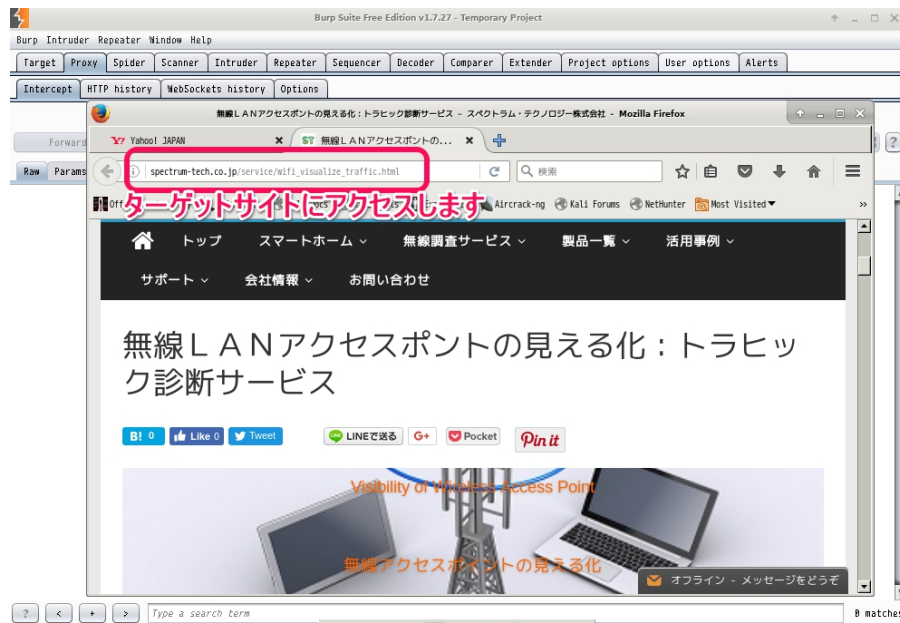 Burp Suite Free Edition v1.7.27 - Temporary Project
Burp Intruder Repeater Window Help
Target Proxy Spider Scanner Intruder Repeater Sequencer Decoder Comparer Extender Project options User options Alerts
Intercept HTTP history WebSockets history Options
無線ＬＡＮアクセスポントの見える化：トラヒック診断サービス - スペクトラム・テクノロジー株式会社 - Mozilla Firefox
Forward
Yahoo! JAPAN
無線ＬＡＮアクセスポントの...
Raw Params
spectrum-tech.co.jp/service/wifi_visualize_traffic.html
検索
ターゲットサイトにアクセスします
Off
Aircrack-ng Kali Forums NetHunter Most Visited
トップ スマートホーム 無線調査サービス 製品一覧 活用事例
サポート 会社情報 お問い合わせ
無線ＬＡＮアクセスポントの見える化：トラヒッ
ク診断サービス
B! 0 Like 0 Tweet LINEで送る G+ Pocket Pin it
Visibility of Wireless Access Point
無線アクセスポイントの見える化
オフライン - メッセージをどうぞ
? < + > Type a search term
0 matches